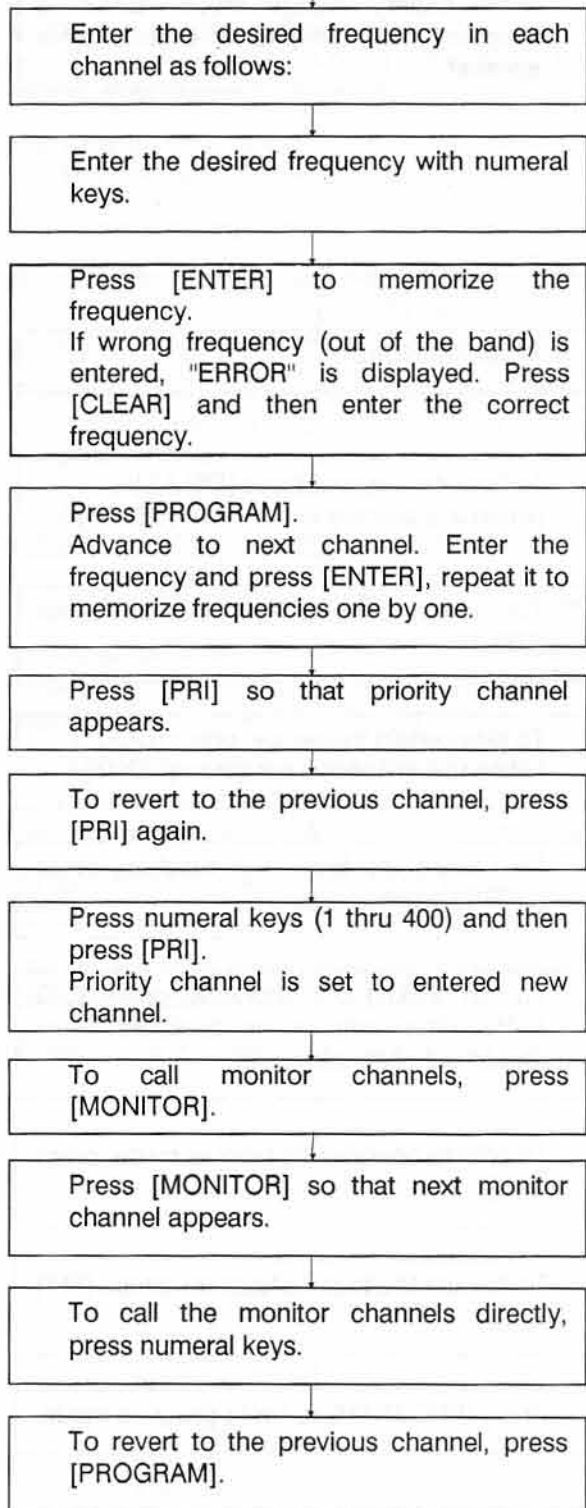 Enter the desired frequency in each
channel as follows:
Enter the desired frequency with numeral
keys.
Press [ENTER] to memorize the
frequency.
If wrong frequency (out of the band) is
entered, "ERROR" is displayed. Press
[CLEAR] and then enter the correct
frequency.
Press [PROGRAM].
Advance to next channel. Enter the
frequency and press [ENTER], repeat it to
memorize frequencies one by one.
Press [PRI] so that priority channel
appears.
To revert to the previous channel, press
[PRI] again.
Press numeral keys (1 thru 400) and then
press [PRI].
Priority channel is set to entered new
channel.
To call monitor channels, press
[MONITOR].
Press [MONITOR] so that next monitor
channel appears.
To call the monitor channels directly,
press numeral keys.
To revert to the previous channel, press
[PROGRAM].